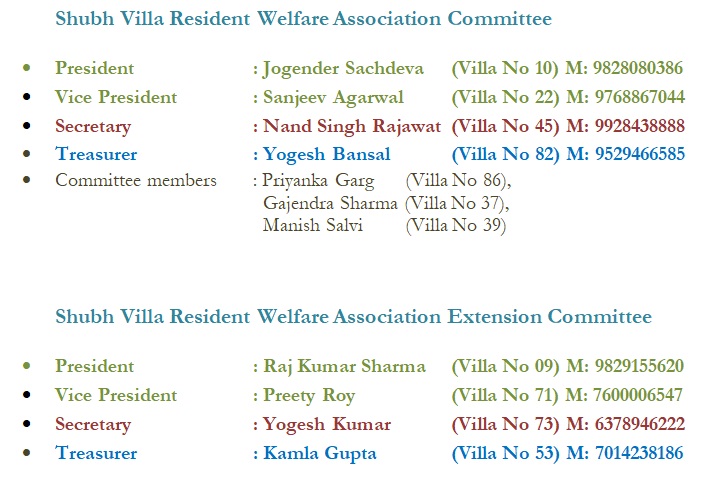 Shubh Villa Resident Welfare Association Committee
• President : Jogender Sachdeva (Villa No 10) M: 9828080386
• Vice President : Sanjeev Agarwal (Villa No 22) M: 9768867044
• Secretary : Nand Singh Rajawat (Villa No 45) M: 9928438888
• Treasurer : Yogesh Bansal (Villa No 82) M: 9529466585
• Committee members : Priyanka Garg (Villa No 86),
Gajendra Sharma (Villa No 37),
Manish Salvi (Villa No 39)
Shubh Villa Resident Welfare Association Extension Committee
• President : Raj Kumar Sharma (Villa No 09) M: 9829155620
• Vice President : Preety Roy (Villa No 71) M: 7600006547
• Secretary : Yogesh Kumar (Villa No 73) M: 6378946222
• Treasurer : Kamla Gupta (Villa No 53) M: 7014238186